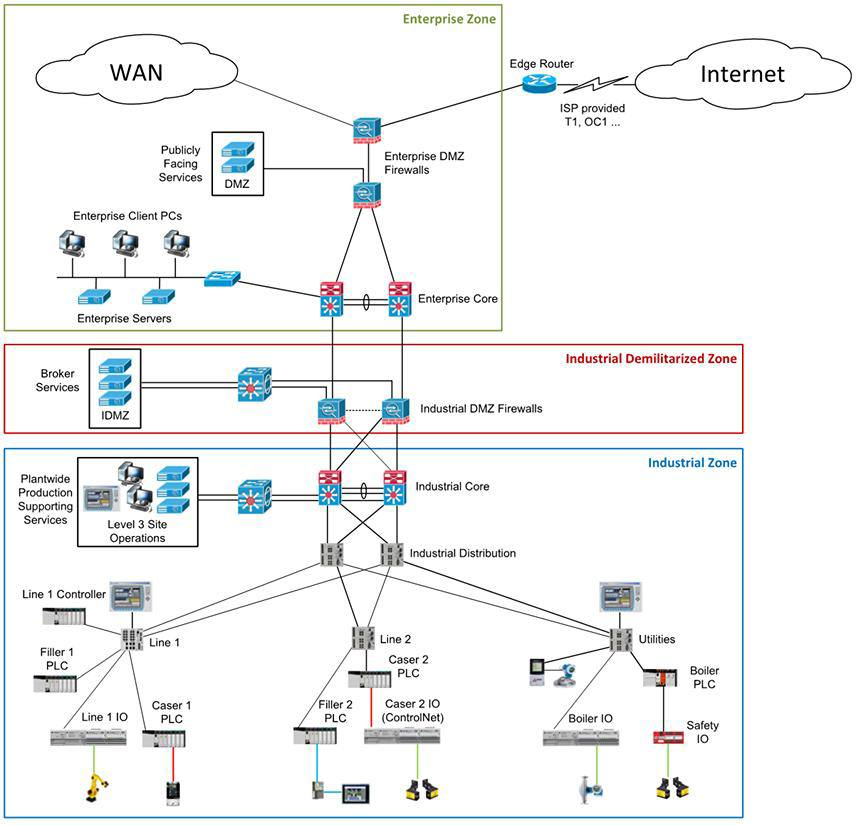 Enterprise Zone
WAN
Edge Router
Internet
ISP provided
T1, OC1 ...
Publicly
Facing
Services
DMZ
Enterprise DMZ
Firewalls
Enterprise Client PCs
Enterprise Servers
Enterprise Core
Industrial Demilitarized Zone
Broker
Services
IDMZ
Industrial DMZ Firewalls
Industrial Zone
Plantwide
Production
Supporting
Services
Level 3 Site
Operations
Industrial Core
Industrial Distribution
Line 1 Controller
Line 1
Line 2
Utilities
Filler 1
PLC
Caser 2
PLC
Boiler
PLC
Line 1 IO
Caser 1
PLC
Filler 2
PLC
Caser 2 IO
(ControlNet)
Boiler IO
Safety
IO